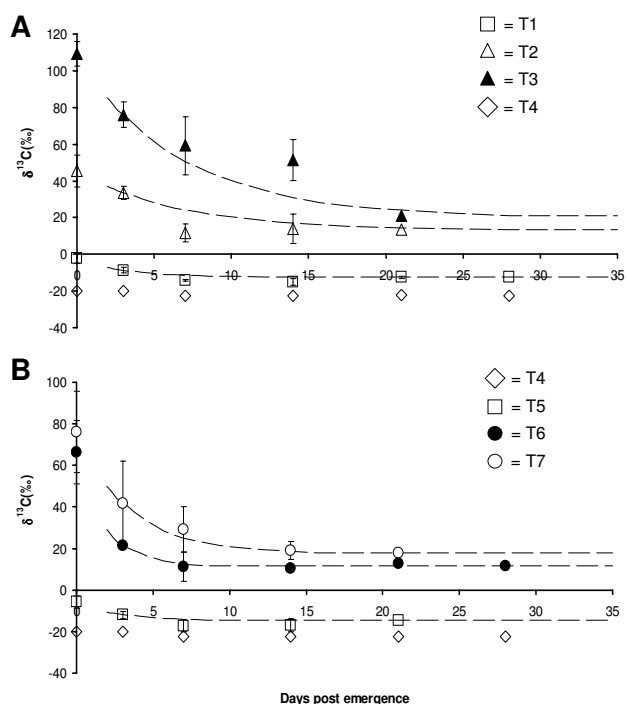 A
δ¹³C(‰)
120
100
80
60
40
20
0
-20
-40
0 5 10 15 20 25 30 35
= T1
= T2
= T3
= T4
B
δ¹³C(‰)
100
80
60
40
20
0
-20
-40
0 5 10 15 20 25 30 35
= T4
= T5
= T6
= T7
Days post emergence